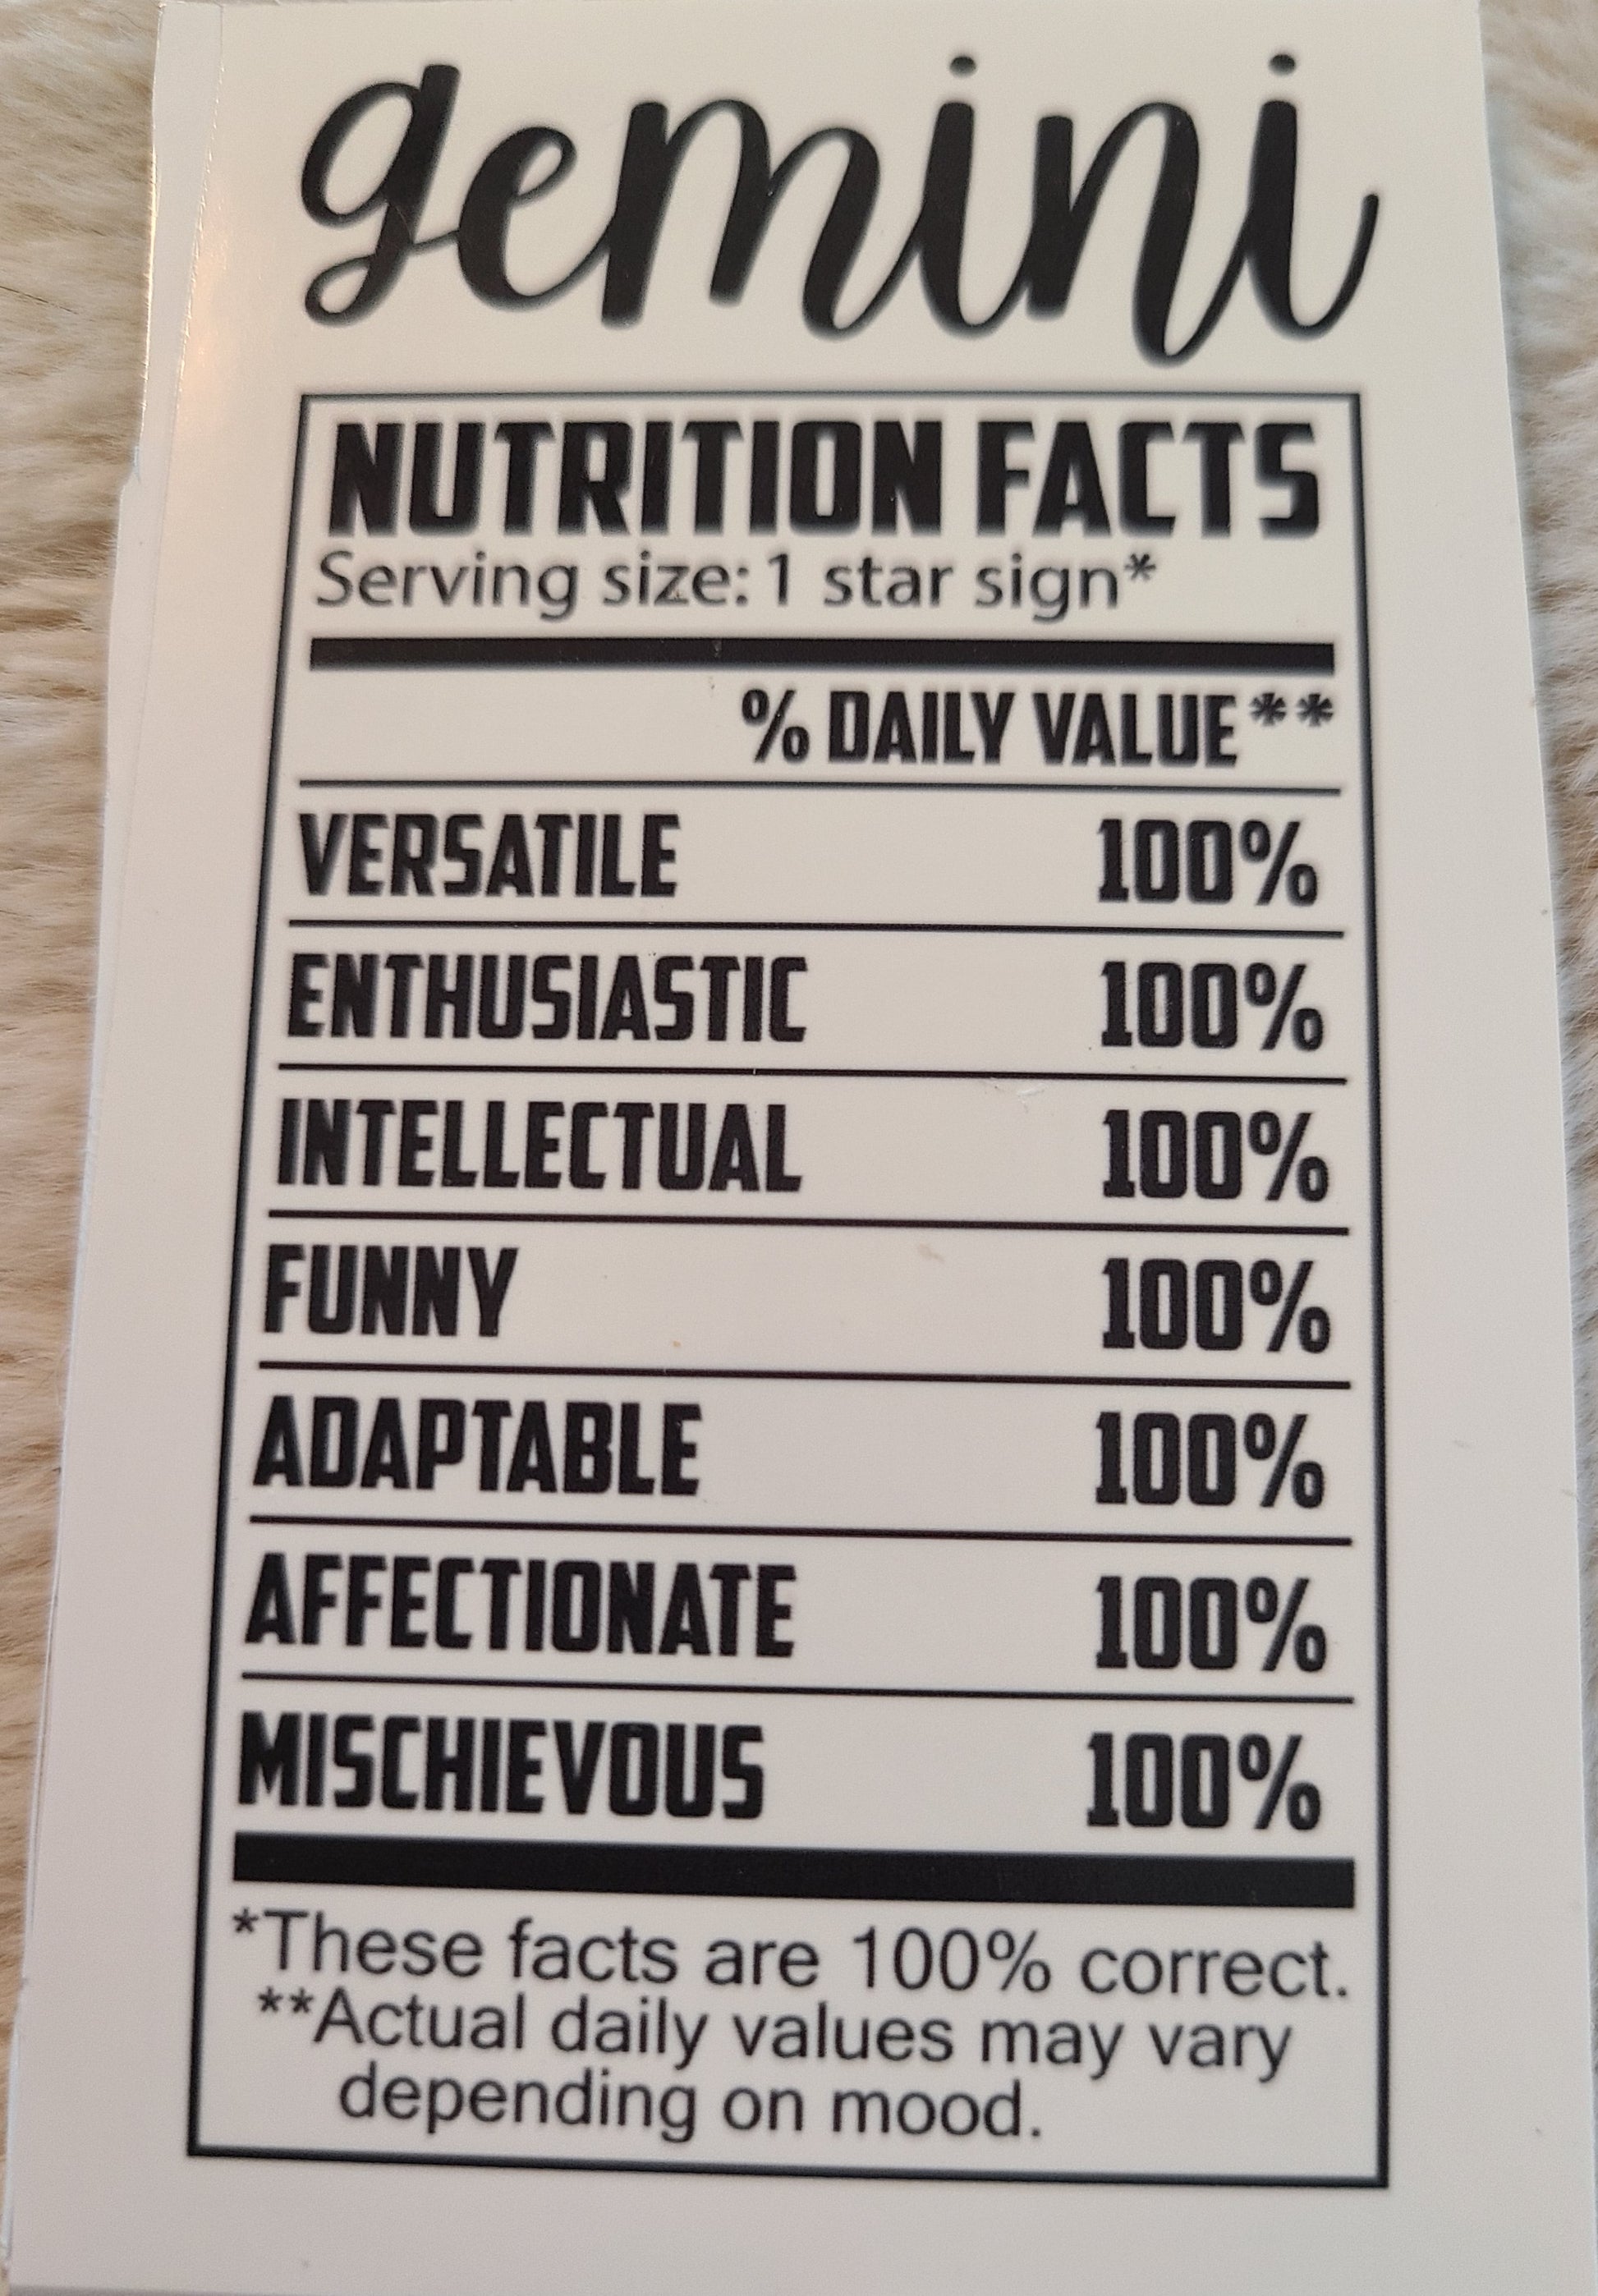 gemini
NUTRITION FACTS
Serving size: 1 star sign*
% DAILY VALUE**
VERSATILE 100%
ENTHUSIASTIC 100%
INTELLECTUAL 100%
FUNNY 100%
ADAPTABLE 100%
AFFECTIONATE 100%
MISCHIEVOUS 100%
*These facts are 100% correct.
**Actual daily values may vary
depending on mood.